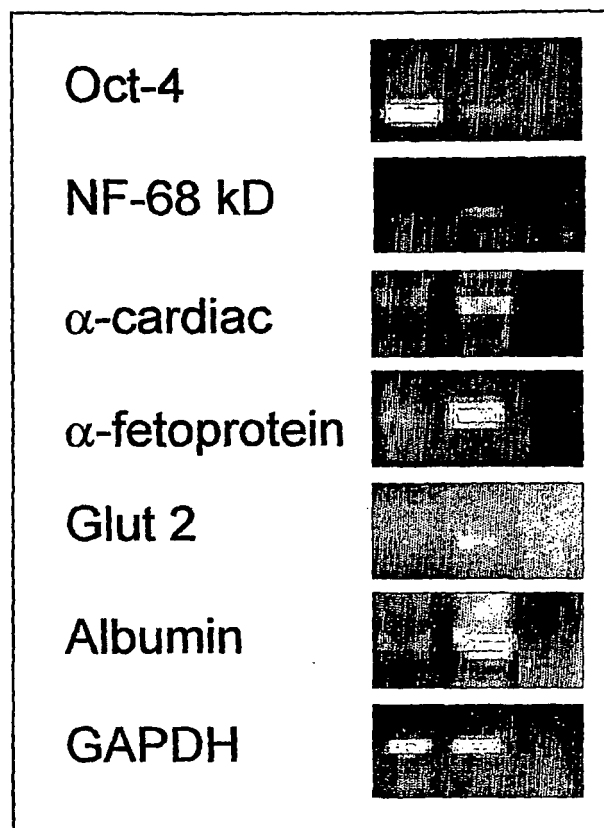 Oct-4
NF-68 kD
α-cardiac
α-fetoprotein
Glut 2
Albumin
GAPDH